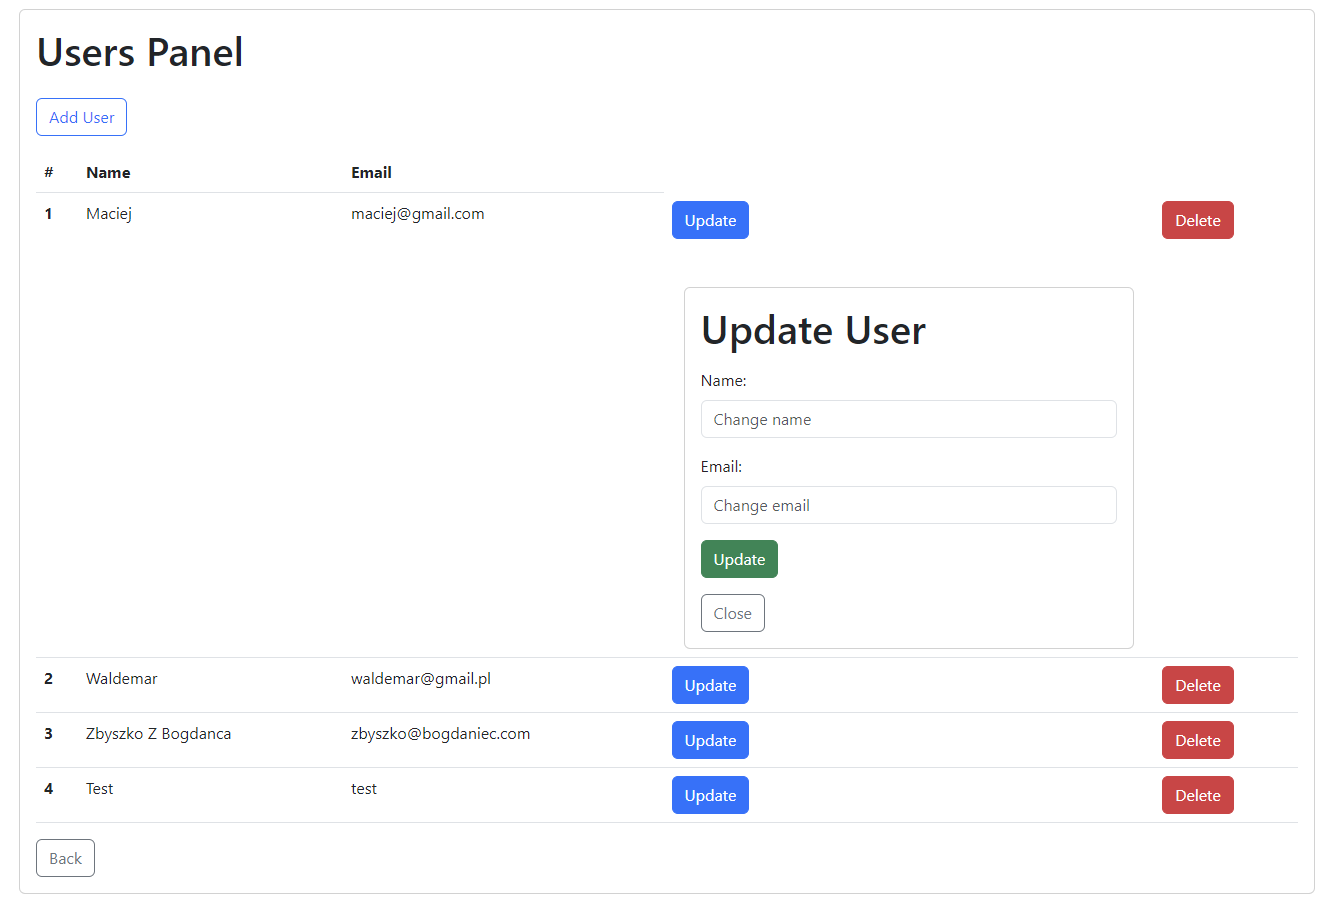 Users Panel
Add User
# Name Email
1 Maciej maciej@gmail.com Update Delete
Update User
Name:
Change name
Email:
Change email
Update
Close
2 Waldemar waldemar@gmail.pl Update Delete
3 Zbyszko Z Bogdanca zbyszko@bogdaniec.com Update Delete
4 Test test Update Delete
Back